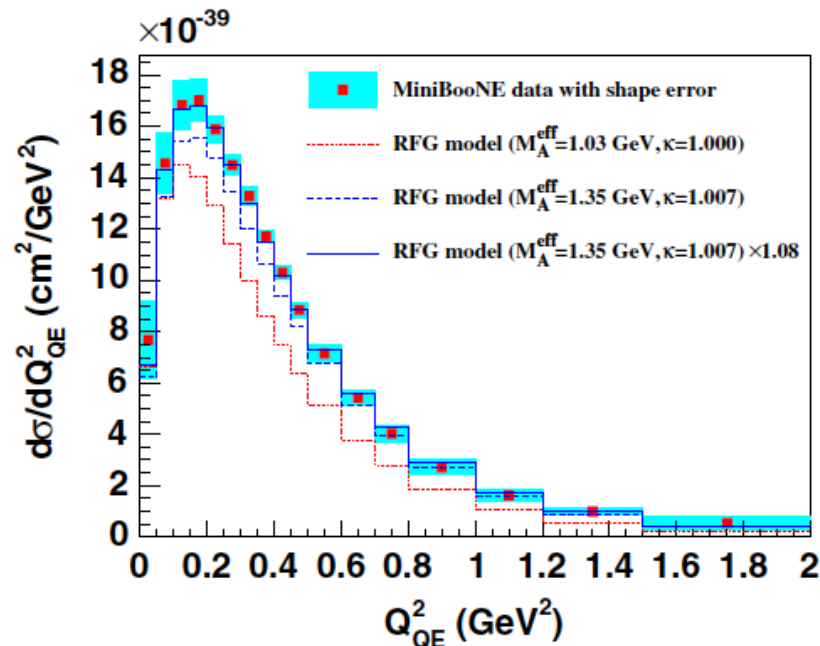 ×10⁻³⁹
18
16
14
12
10
8
6
4
2
0
dσ/dQ²_QE (cm²/GeV²)
MiniBooNE data with shape error
RFG model (M_A^eff=1.03 GeV,κ=1.000)
RFG model (M_A^eff=1.35 GeV,κ=1.007)
RFG model (M_A^eff=1.35 GeV,κ=1.007) ×1.08
0 0.2 0.4 0.6 0.8 1 1.2 1.4 1.6 1.8 2
Q²_QE (GeV²)